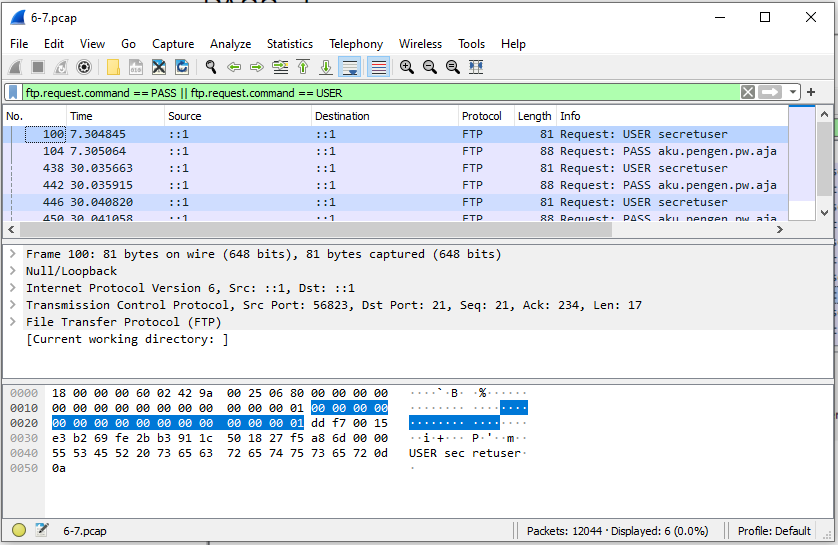 6-7.pcap
File Edit View Go Capture Analyze Statistics Telephony Wireless Tools Help
ftp.request.command == PASS || ftp.request.command == USER
No. Time Source Destination Protocol Length Info
100 7.304845 ::1 ::1 FTP 81 Request: USER secretuser
104 7.305064 ::1 ::1 FTP 88 Request: PASS aku.pengen.pw.aja
438 30.035663 ::1 ::1 FTP 81 Request: USER secretuser
442 30.035915 ::1 ::1 FTP 88 Request: PASS aku.pengen.pw.aja
446 30.040820 ::1 ::1 FTP 81 Request: USER secretuser
450 30.041058 ::1 ::1 FTP 88 Request: PASS aku.pengen.pw.aja
Frame 100: 81 bytes on wire (648 bits), 81 bytes captured (648 bits)
Null/Loopback
Internet Protocol Version 6, Src: ::1, Dst: ::1
Transmission Control Protocol, Src Port: 56823, Dst Port: 21, Seq: 21, Ack: 234, Len: 17
File Transfer Protocol (FTP)
[Current working directory: ]
0000 18 00 00 00 60 02 42 9a 00 25 06 80 00 00 00 00 ····`·B· ·%······
0010 00 00 00 00 00 00 00 00 00 00 00 01 00 00 00 00 ········ ········
0020 00 00 00 00 00 00 00 00 00 00 00 01 dd f7 00 15 ········ ········
0030 e3 b2 69 fe 2b b3 91 1c 50 18 27 f5 a8 6d 00 00 ··i·+··· P·'··m··
0040 55 53 45 52 20 73 65 63 72 65 74 75 73 65 72 0d USER sec retuser·
0050 0a ·
6-7.pcap Packets: 12044 · Displayed: 6 (0.0%) Profile: Default